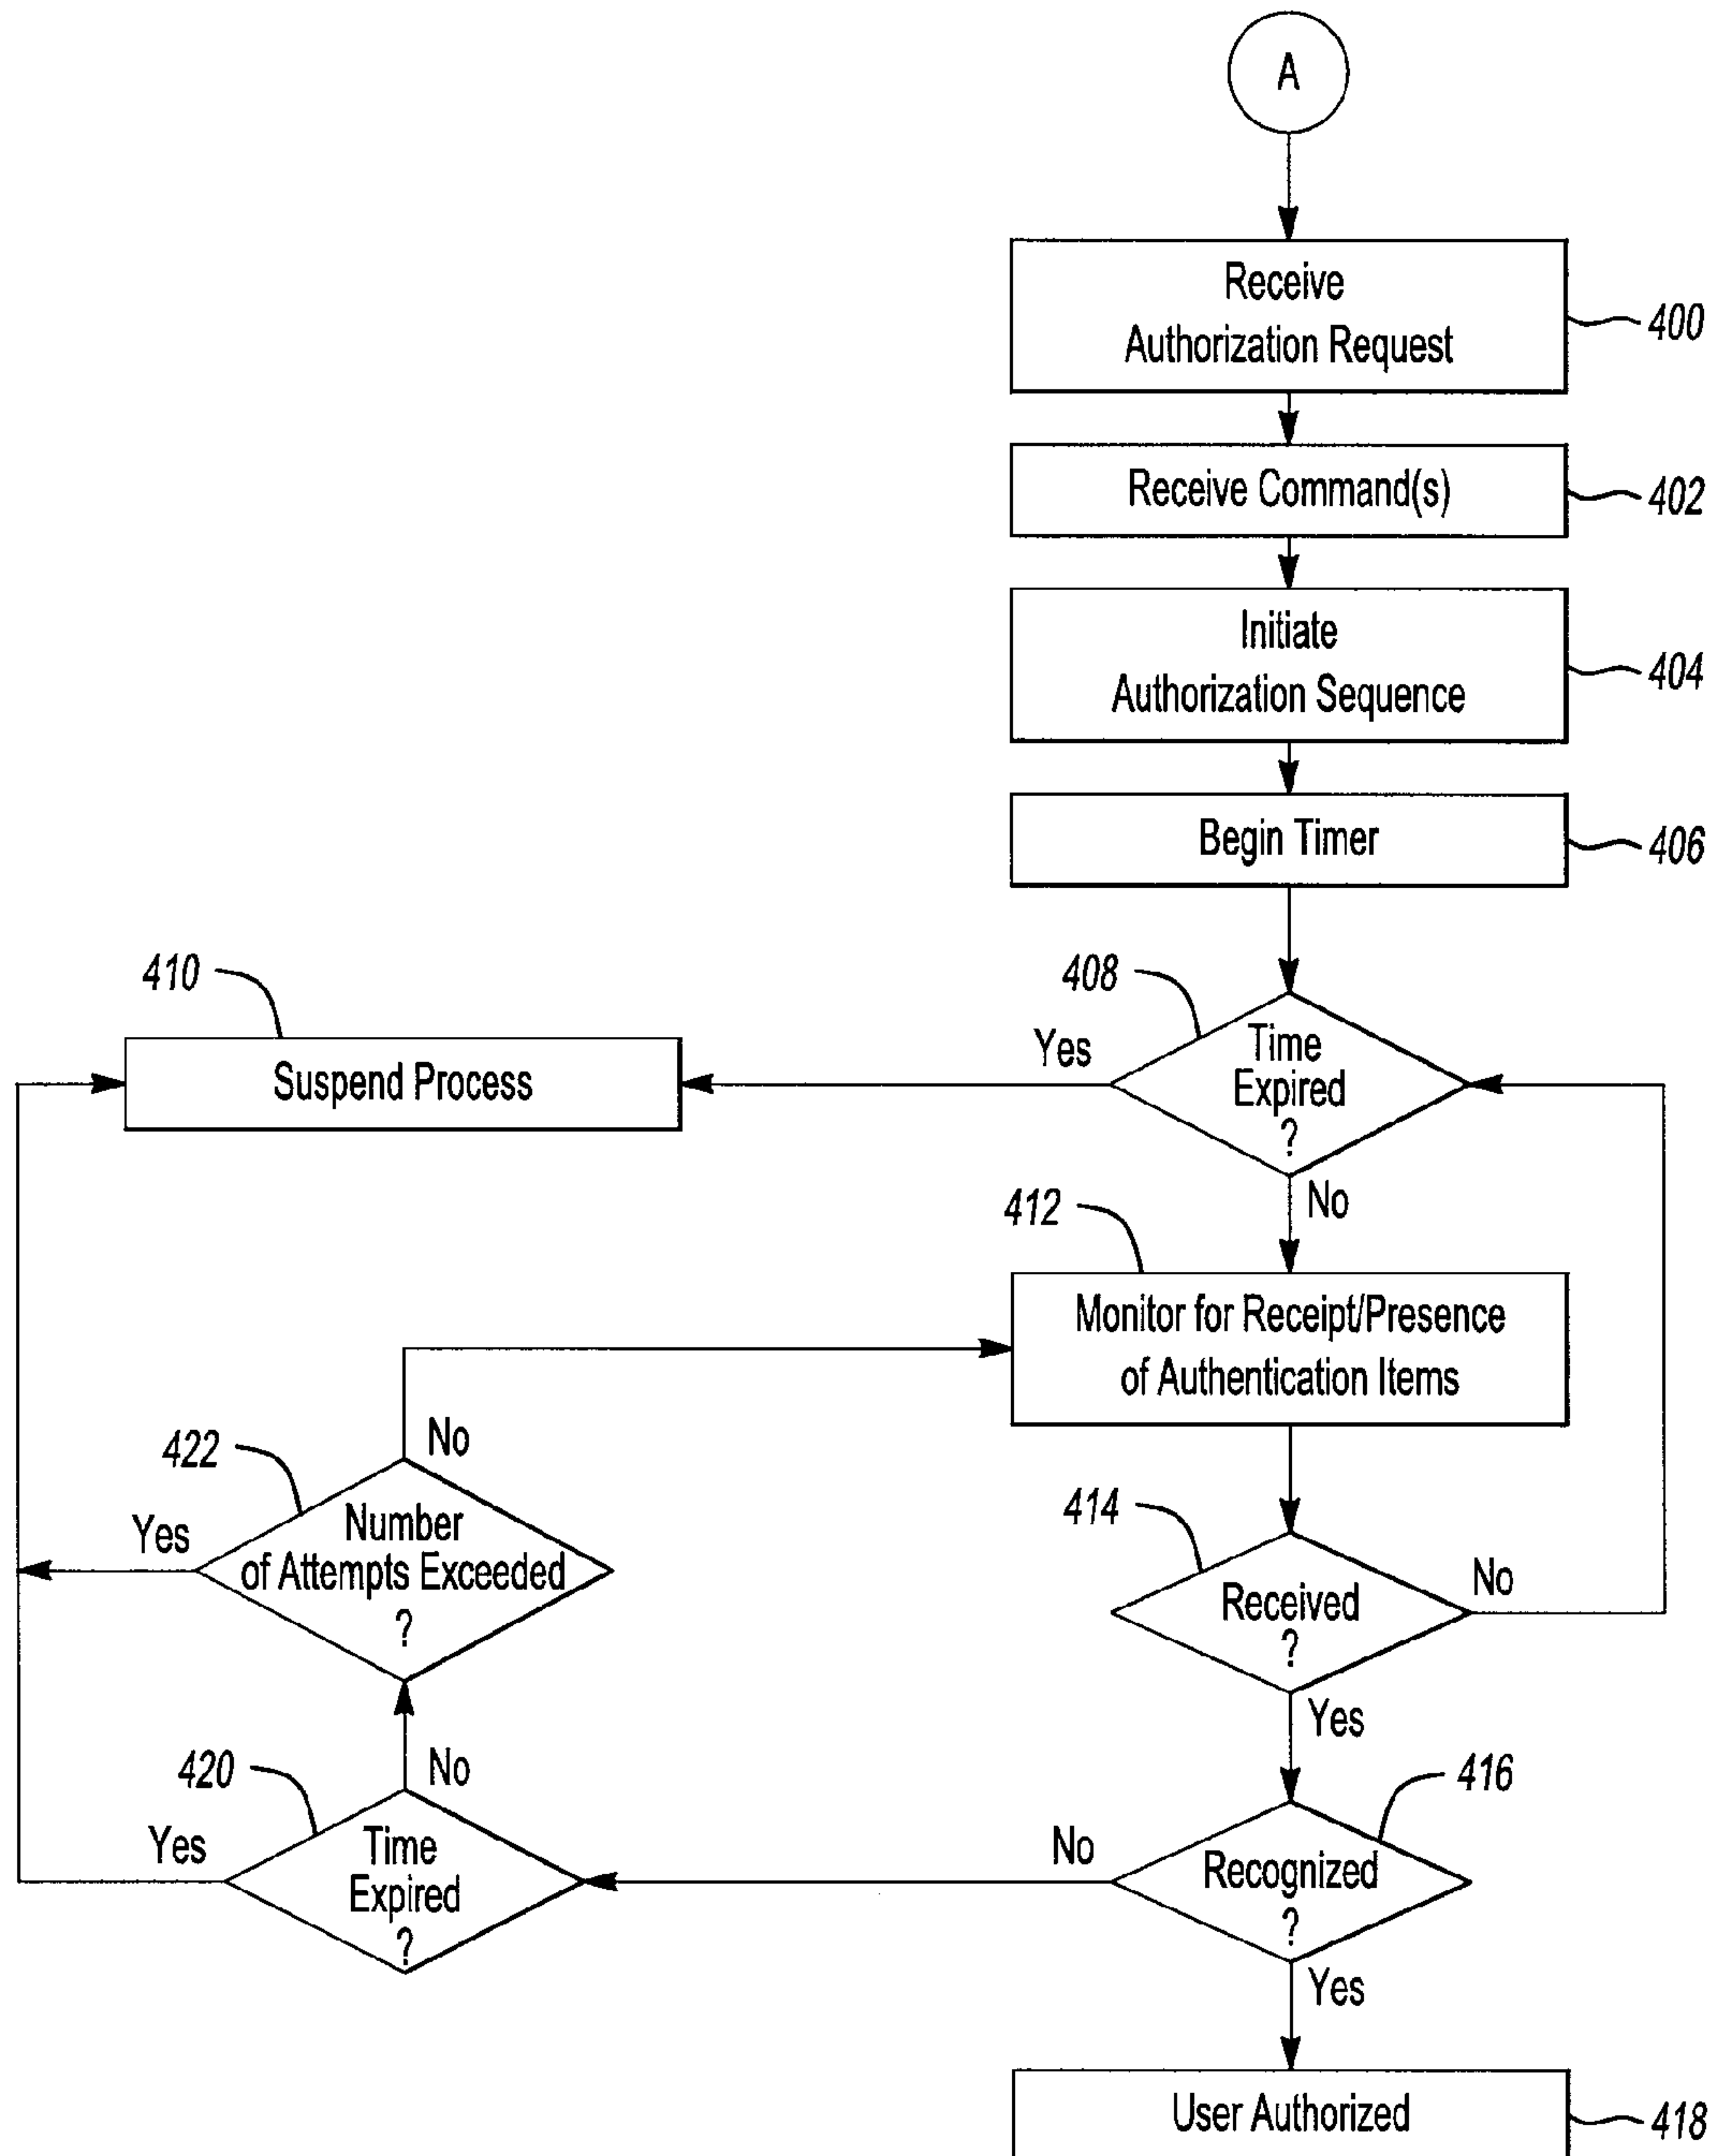 A
Receive
Authorization Request
400
Receive Command(s)
402
Initiate
Authorization Sequence
404
Begin Timer
406
410
408
Suspend Process
Yes
Time
Expired
?
No
412
Monitor for Receipt/Presence
of Authentication Items
422
No
Yes
Number
of Attempts Exceeded
?
414
Received
?
No
Yes
420
No
Yes
Time
Expired
?
No
416
Recognized
?
Yes
User Authorized
418